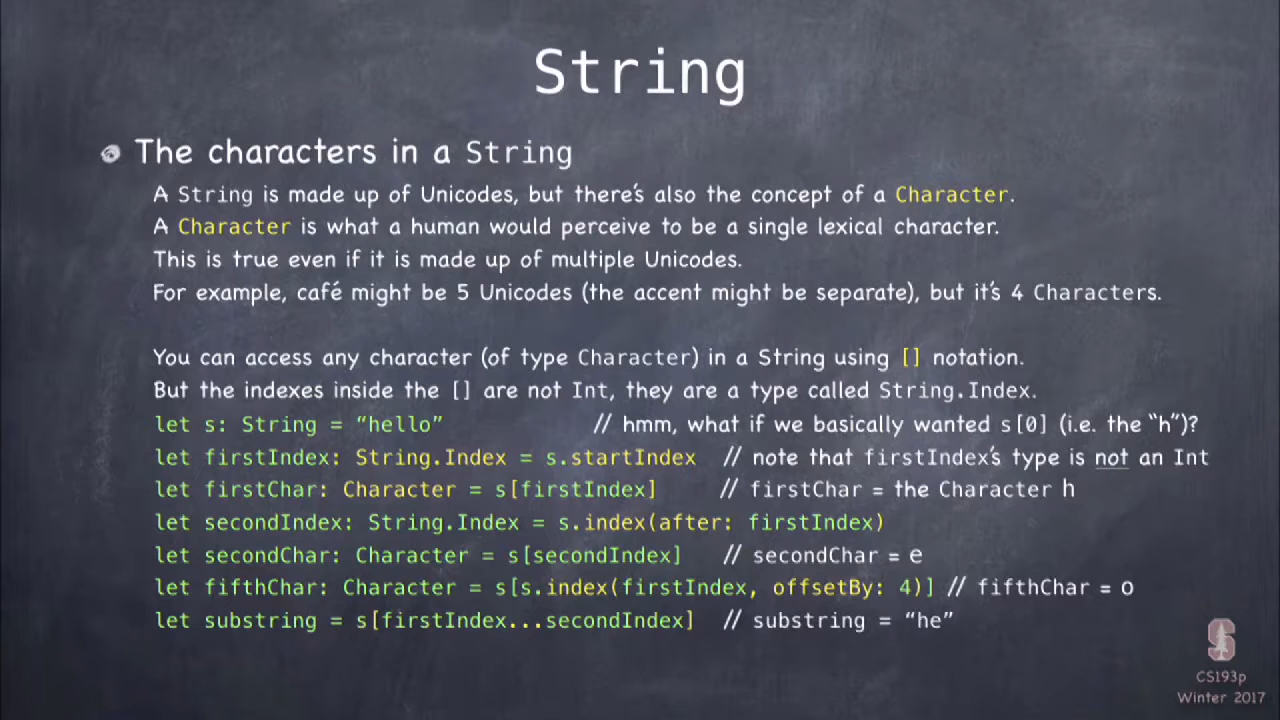 String
The characters in a String
A String is made up of Unicodes, but there's also the concept of a Character.
A Character is what a human would perceive to be a single lexical character.
This is true even if it is made up of multiple Unicodes.
For example, café might be 5 Unicodes (the accent might be separate), but it's 4 Characters.
You can access any character (of type Character) in a String using [] notation.
But the indexes inside the [] are not Int, they are a type called String.Index.
let s: String = “hello” // hmm, what if we basically wanted s[0] (i.e. the “h”)?
let firstIndex: String.Index = s.startIndex // note that firstIndex's type is not an Int
let firstChar: Character = s[firstIndex] // firstChar = the Character h
let secondIndex: String.Index = s.index(after: firstIndex)
let secondChar: Character = s[secondIndex] // secondChar = e
let fifthChar: Character = s[s.index(firstIndex, offsetBy: 4)] // fifthChar = o
let substring = s[firstIndex...secondIndex] // substring = “he”
S
CS193p
Winter 2017